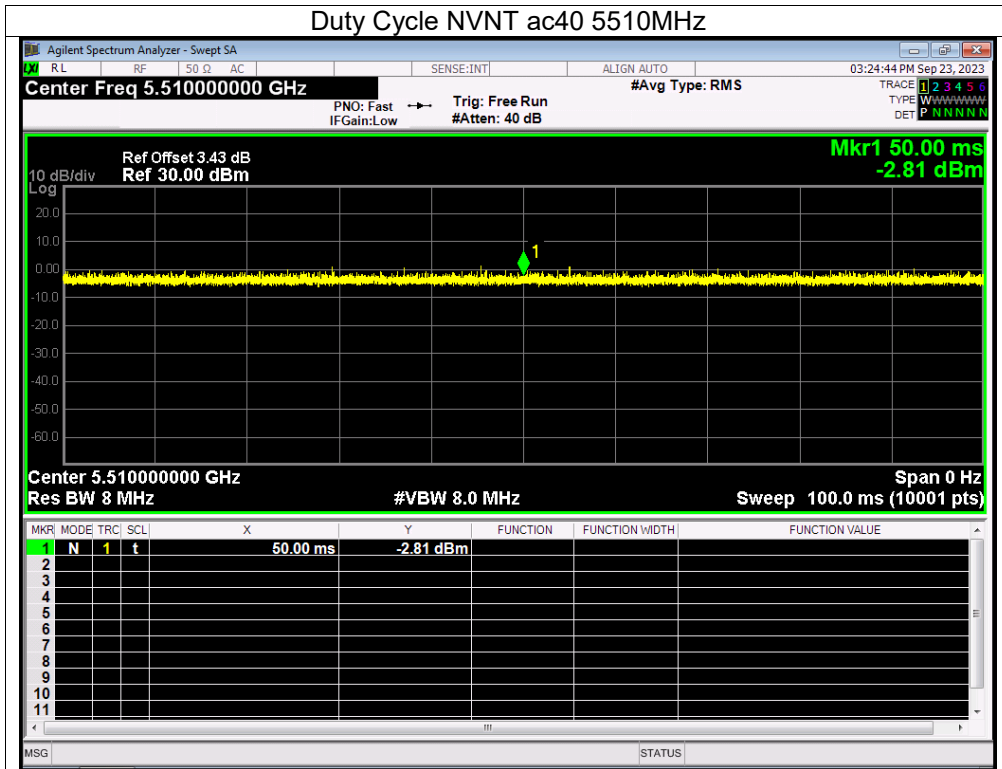 Duty Cycle NVNT ac40 5510MHz
Agilent Spectrum Analyzer - Swept SA
LXI RL RF 50 Ω AC SENSE:INT ALIGN AUTO 03:24:44 PM Sep 23, 2023
Center Freq 5.510000000 GHz #Avg Type: RMS TRACE 1 2 3 4 5 6
PNO: Fast Trig: Free Run TYPE WWWWWW
IFGain:Low #Atten: 40 dB DET P N N N N N
Mkr1 50.00 ms
Ref Offset 3.43 dB
10 dB/div Ref 30.00 dBm -2.81 dBm
Log
20.0
10.0
1
0.00
-10.0
-20.0
-30.0
-40.0
-50.0
-60.0
Center 5.510000000 GHz Span 0 Hz
Res BW 8 MHz #VBW 8.0 MHz Sweep 100.0 ms (10001 pts)
MKR MODE TRC SCL X Y FUNCTION FUNCTION WIDTH FUNCTION VALUE
1 N 1 t 50.00 ms -2.81 dBm
2
3
4
5
6
7
8
9
10
11
MSG STATUS